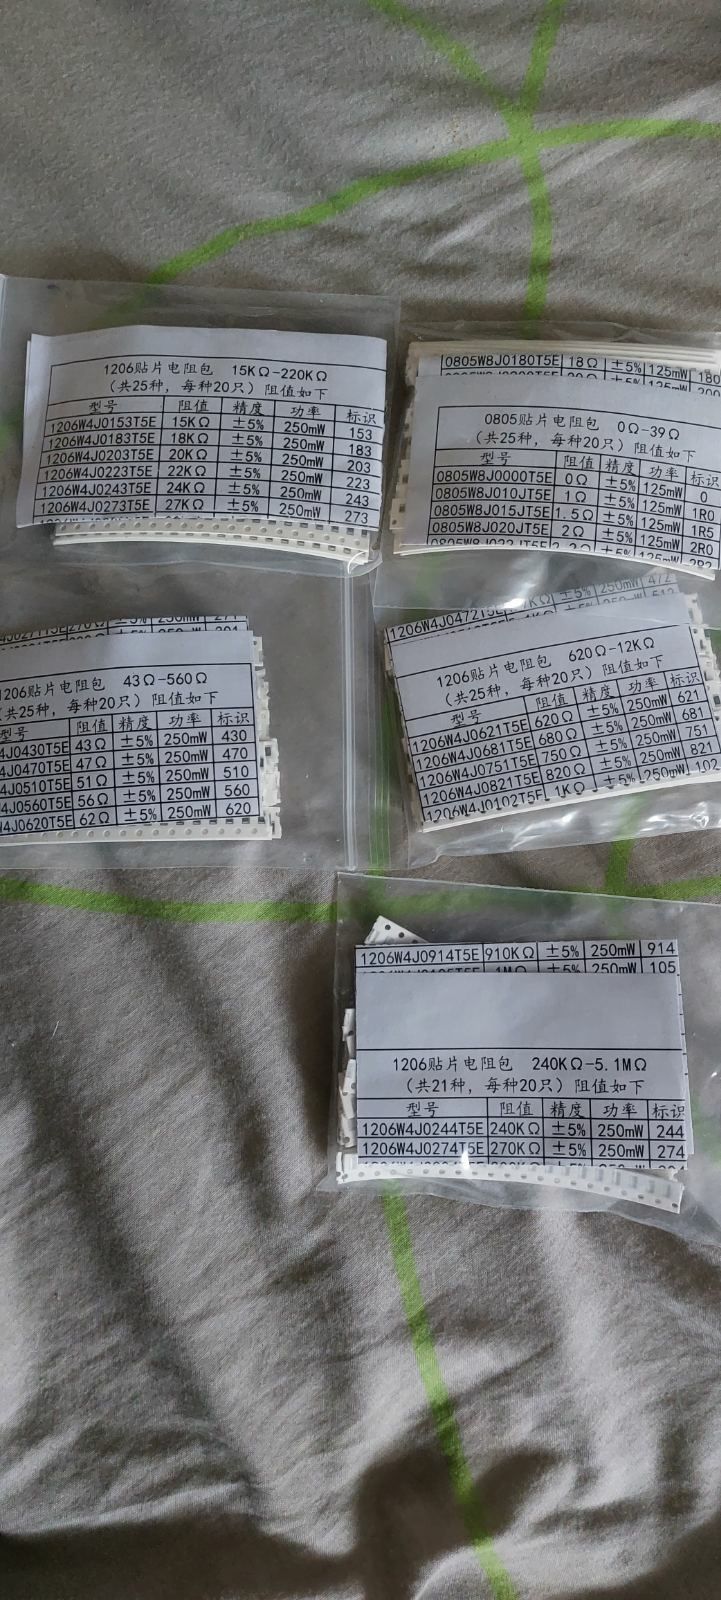 1206贴片电阻包 15KΩ-220KΩ
(共25种, 每种20只) 阻值如下
型号 阻值 精度 功率 标识
1206W4J0153T5E 15KΩ ±5% 250mW 153
1206W4J0183T5E 18KΩ ±5% 250mW 183
1206W4J0203T5E 20KΩ ±5% 250mW 203
1206W4J0223T5E 22KΩ ±5% 250mW 223
1206W4J0243T5E 24KΩ ±5% 250mW 243
1206W4J0273T5E 27KΩ ±5% 250mW 273
0805W8J0180T5E 18Ω ±5% 125mW 180
0805贴片电阻包 0Ω-39Ω
(共25种, 每种20只) 阻值如下
型号 阻值 精度 功率 标识
0805W8J0000T5E 0Ω ±5% 125mW 0
0805W8J010JT5E 1Ω ±5% 125mW 1R0
0805W8J015JT5E 1.5Ω ±5% 125mW 1R5
0805W8J020JT5E 2Ω ±5% 125mW 2R0
±5% 125mW 2R2
1206贴片电阻包 43Ω-560Ω
(共25种, 每种20只) 阻值如下
型号 阻值 精度 功率 标识
4J0430T5E 43Ω ±5% 250mW 430
4J0470T5E 47Ω ±5% 250mW 470
4J0510T5E 51Ω ±5% 250mW 510
4J0560T5E 56Ω ±5% 250mW 560
4J0620T5E 62Ω ±5% 250mW 620
1206W4J0472T5E ±5% 250mW 472
1206贴片电阻包 620Ω-12KΩ
(共25种, 每种20只) 阻值如下
型号 阻值 精度 功率 标识
1206W4J0621T5E 620Ω ±5% 250mW 621
1206W4J0681T5E 680Ω ±5% 250mW 681
1206W4J0751T5E 750Ω ±5% 250mW 751
1206W4J0821T5E 820Ω ±5% 250mW 821
1206W4J0102T5E 1KΩ ±5% 250mW 102
1206W4J0914T5E 910KΩ ±5% 250mW 914
1MΩ ±5% 250mW 105
1206贴片电阻包 240KΩ-5.1MΩ
(共21种, 每种20只) 阻值如下
型号 阻值 精度 功率 标识
1206W4J0244T5E 240KΩ ±5% 250mW 244
1206W4J0274T5E 270KΩ ±5% 250mW 274